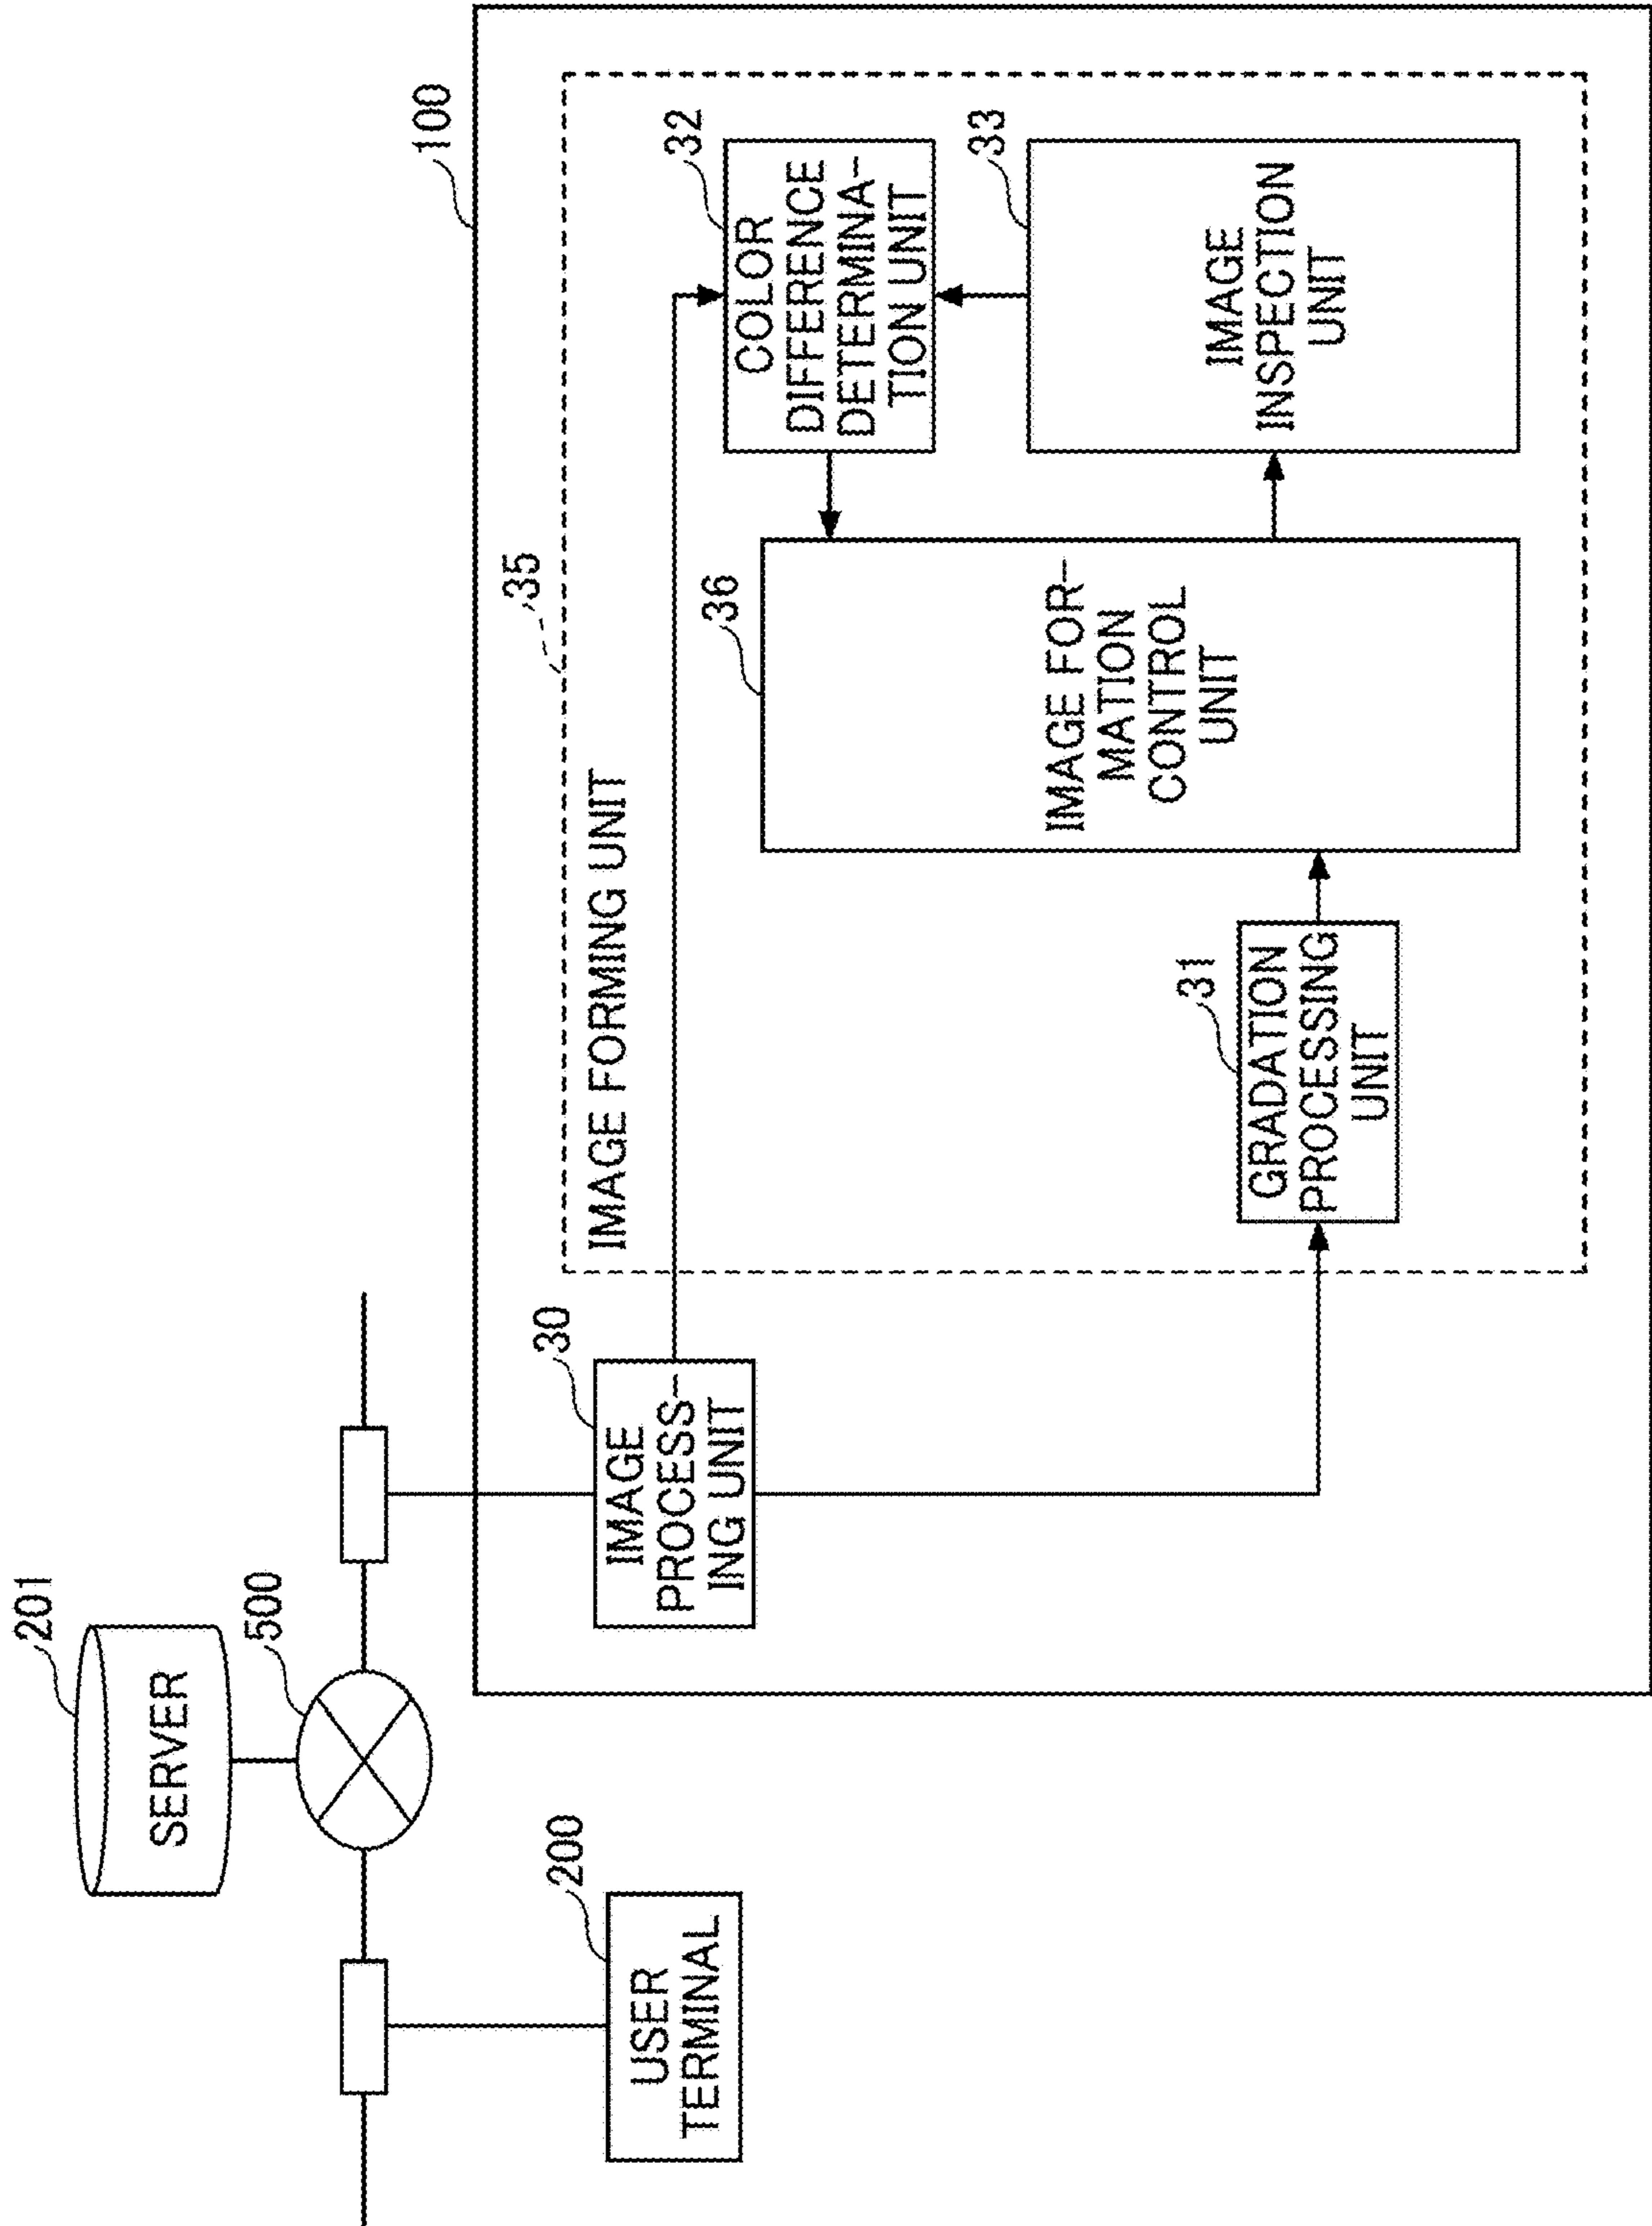 201
SERVER
500
200
USER
TERMINAL
100
30
IMAGE
PROCESS-
ING UNIT
35
IMAGE FORMING UNIT
32
COLOR
DIFFERENCE
DETERMINA-
TION UNIT
36
IMAGE FOR-
MATION
CONTROL
UNIT
33
IMAGE
INSPECTION
UNIT
31
GRADATION
PROCESSING
UNIT